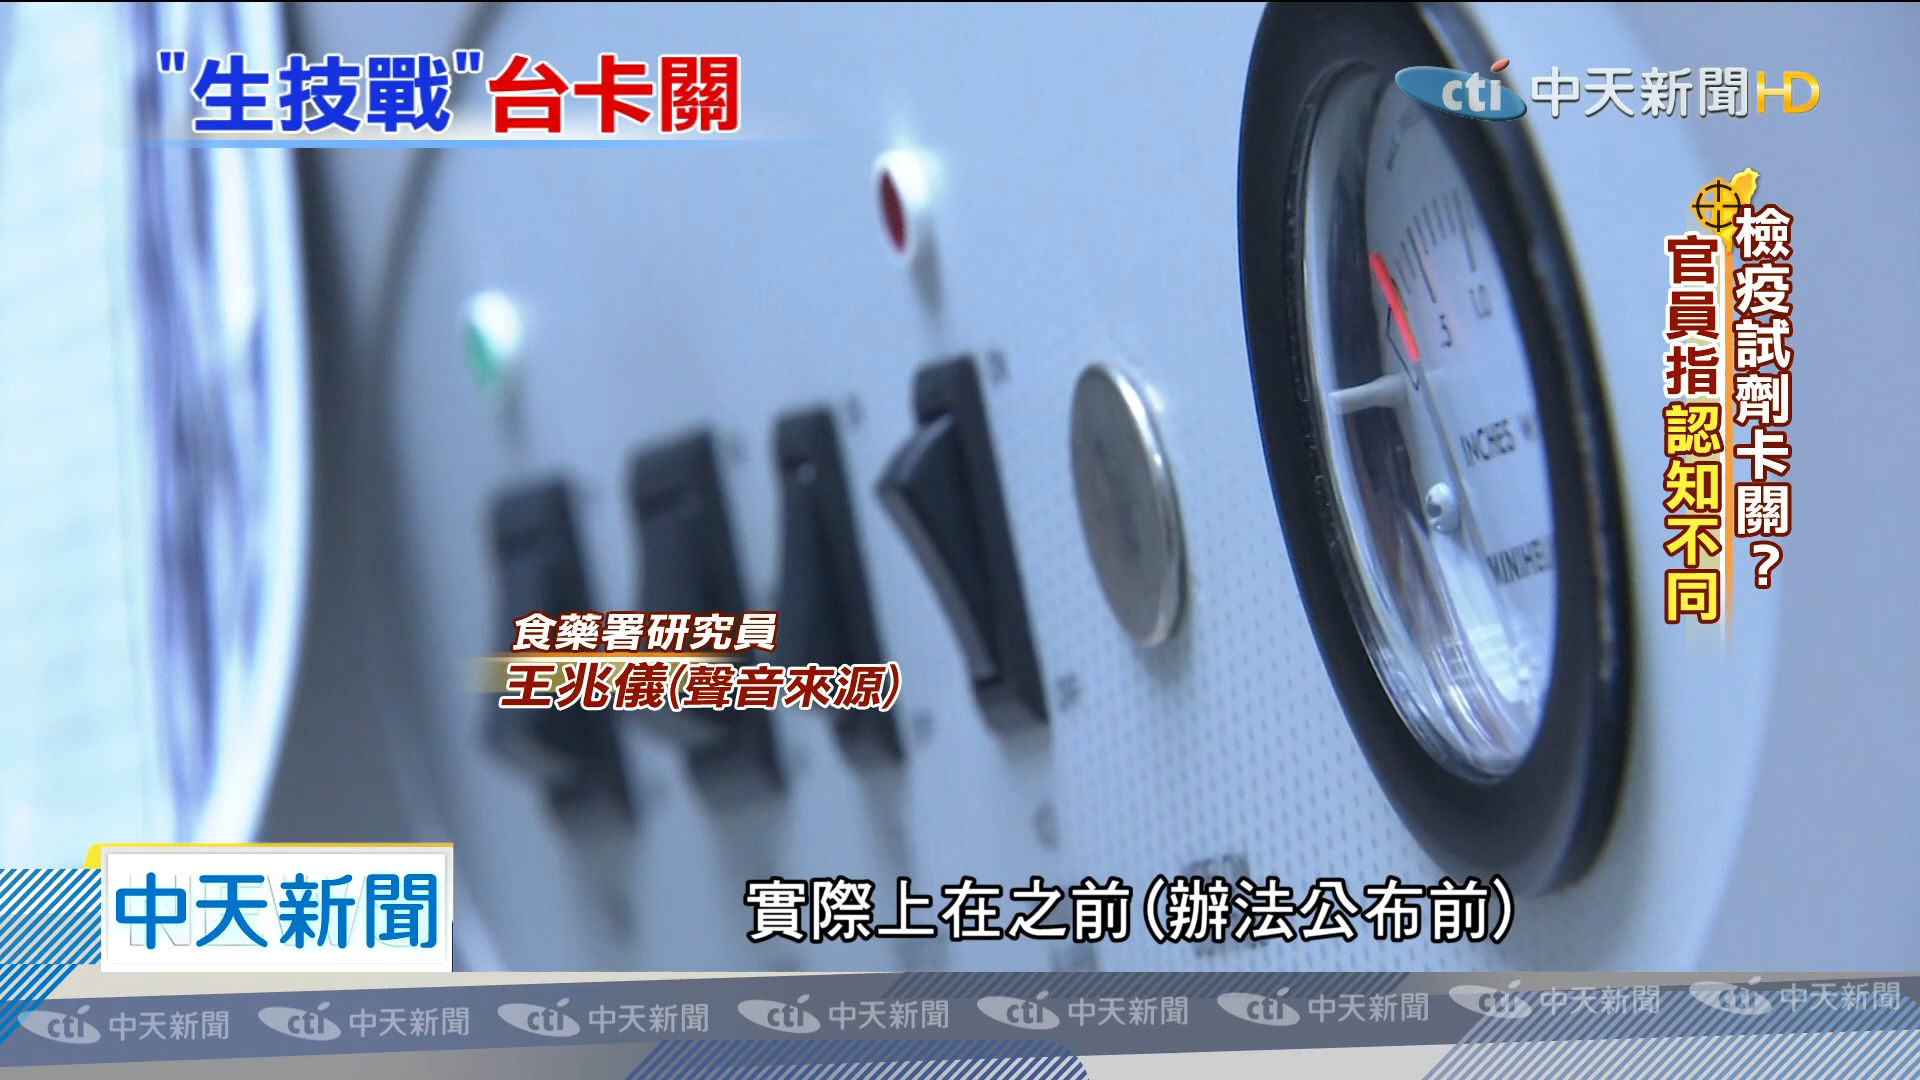 "生技戰"台卡關
cti 中天新聞HD
檢疫試劑卡關？
官員指認知不同
.5
LO
INCHES W
MINIHEL
食藥署研究員
王兆儀(聲音來源)
實際上在之前(辦法公布前)
中天新聞
cti 中天新聞 cti 中天新聞 cti 中天新聞 cti 中天新聞 cti 中天新聞 cti 中天新聞 cti 中天新聞 cti 中天新聞